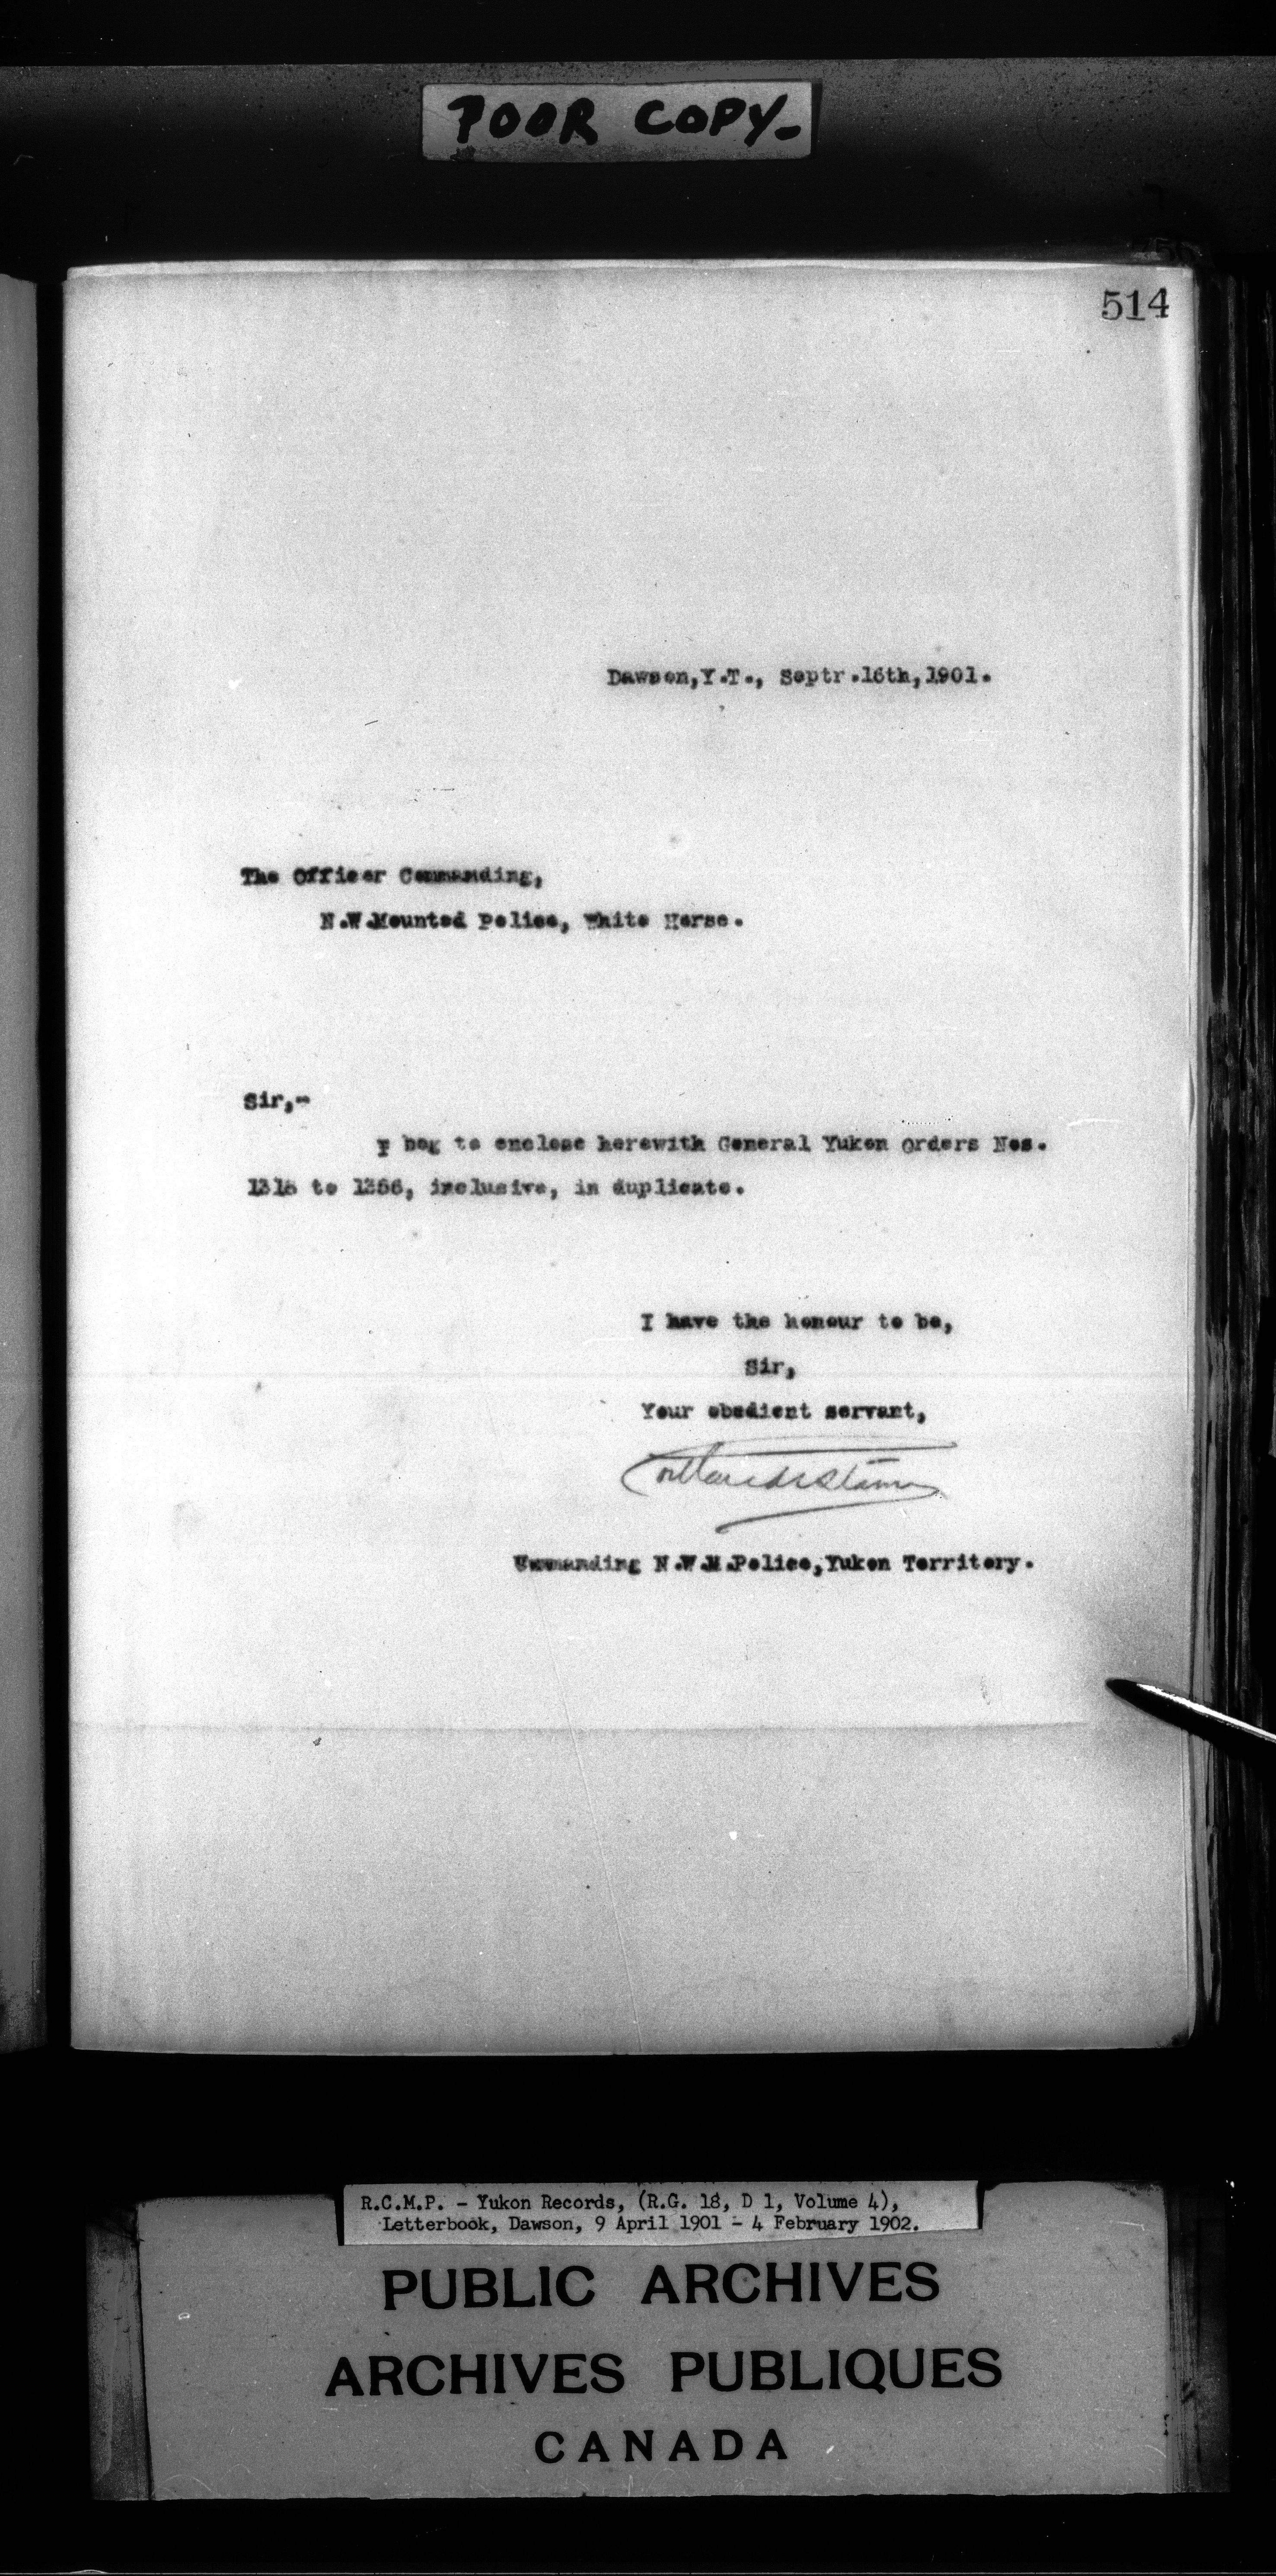 POOR COPY-
514
Dawson,Y.T., Septr.16th,1901.
The Officer Commanding,
N.W.Mounted Police, White Horse.
Sir,-
I beg to enclose herewith General Yukon Orders Nos.
to inclusive, in duplicate.
I have the honour to be,
Sir,
Your obedient servant,
Commanding N.W.M.Police,Yukon Territory.
R.C.M.P. - Yukon Records, (R.G. 18, D 1, Volume 4),
Letterbook, Dawson, 9 April 1901 - 4 February 1902.
PUBLIC ARCHIVES
ARCHIVES PUBLIQUES
CANADA